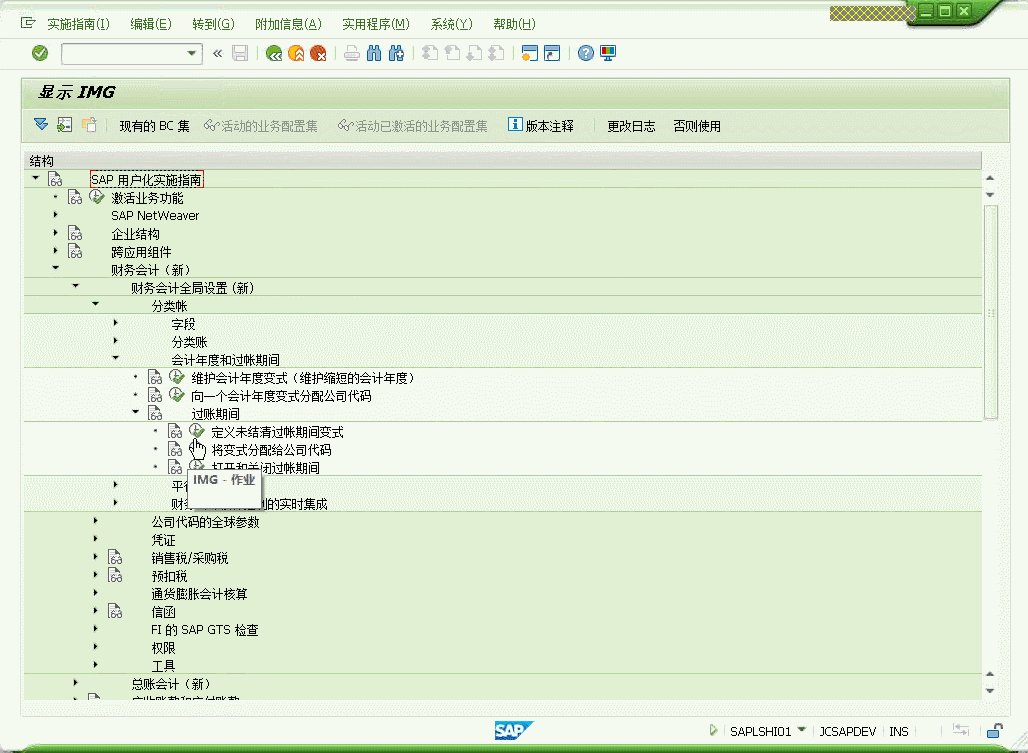 实施指南(I) 编辑(E) 转到(G) 附加信息(A) 实用程序(M) 系统(Y) 帮助(H)
显示 IMG
现有的 BC 集 活动的业务配置集 活动已激活的业务配置集 版本注释 更改日志 否则使用
结构
SAP 用户化实施指南
激活业务功能
SAP NetWeaver
企业结构
跨应用组件
财务会计（新）
财务会计全局设置 (新)
分类帐
字段
分类账
会计年度和过帐期间
维护会计年度变式（维护缩短的会计年度）
向一个会计年度变式分配公司代码
过账期间
定义未结清过帐期间变式
将变式分配给公司代码
打开和关闭过帐期间
IMG - 作业
平
财 的实时集成
公司代码的全球参数
凭证
销售税/采购税
预扣税
通货膨胀会计核算
信函
FI 的 SAP GTS 检查
权限
工具
总账会计（新）
SAP SAPLSHI01 JCSAPDEV INS